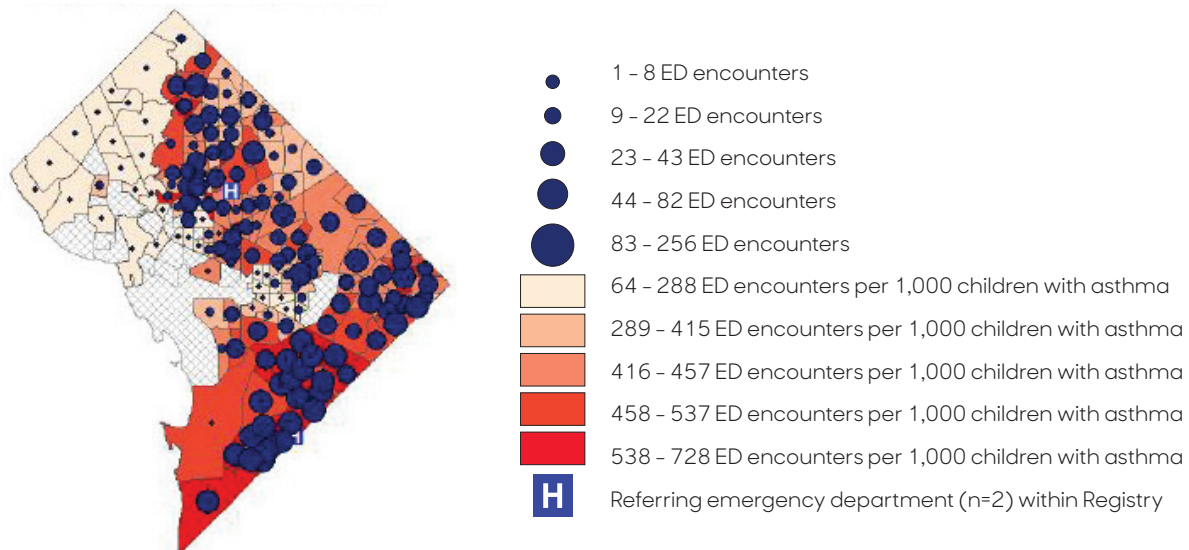 1 - 8 ED encounters
9 - 22 ED encounters
23 - 43 ED encounters
44 - 82 ED encounters
83 - 256 ED encounters
64 - 288 ED encounters per 1,000 children with asthma
289 - 415 ED encounters per 1,000 children with asthma
416 - 457 ED encounters per 1,000 children with asthma
458 - 537 ED encounters per 1,000 children with asthma
538 - 728 ED encounters per 1,000 children with asthma
H Referring emergency department (n=2) within Registry
H
H